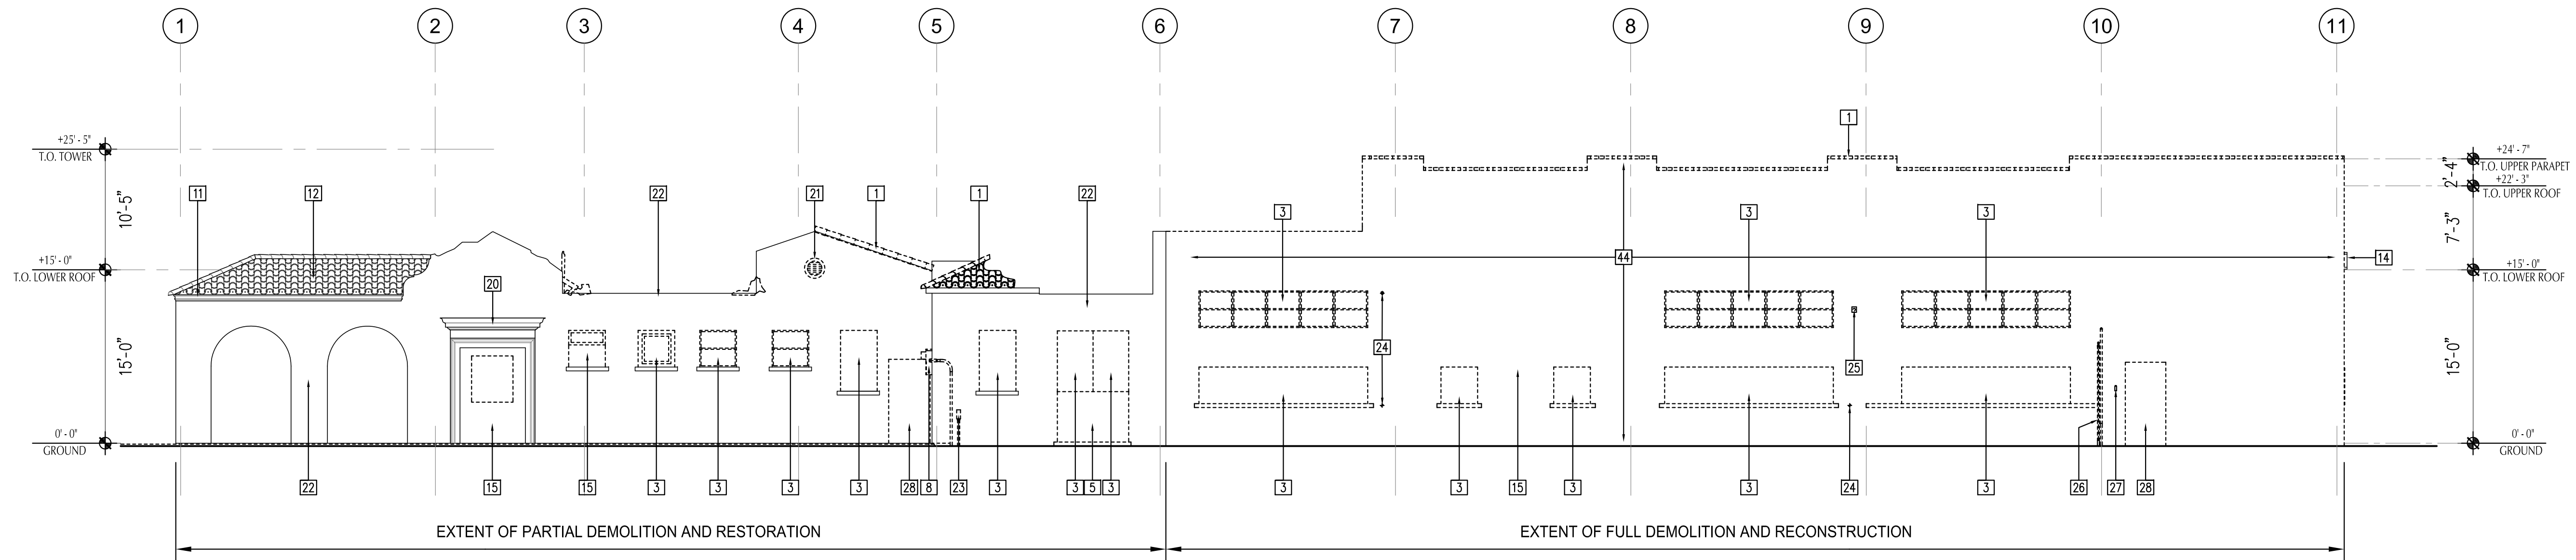 1 2 3 4 5 6 7 8 9 10 11
1
+25' - 5"
T.O. TOWER
+24' - 7"
T.O. UPPER PARAPET
2'-4"
+22' - 3"
T.O. UPPER ROOF
11 12 22 21 1 1 22
10'-5"
3 3 3
7'-3"
44 14
+15' - 0"
T.O. LOWER ROOF
+15' - 0"
T.O. LOWER ROOF
20
24
25
15'-0"
15'-0"
0' - 0"
GROUND
0' - 0"
GROUND
22 15 15 3 3 3 3 28 8 23 3 3 5 3 3 3 15 3 3 24 3 26 27 28
EXTENT OF PARTIAL DEMOLITION AND RESTORATION
EXTENT OF FULL DEMOLITION AND RECONSTRUCTION